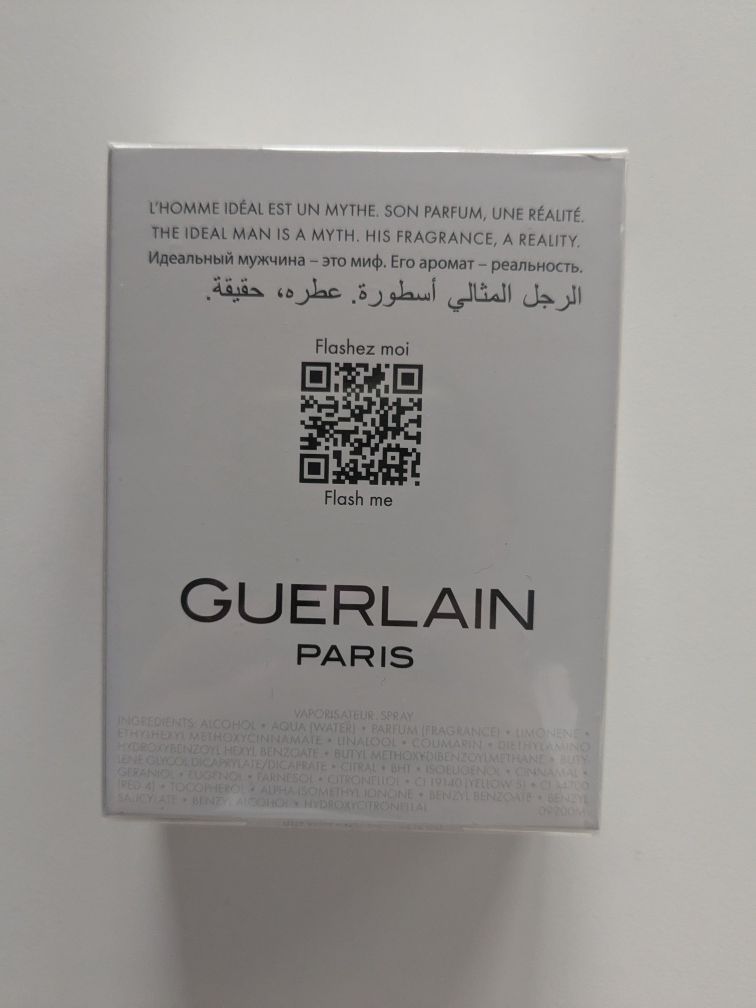 L'HOMME IDÉAL EST UN MYTHE. SON PARFUM, UNE RÉALITÉ.
THE IDEAL MAN IS A MYTH. HIS FRAGRANCE, A REALITY.
Идеальный мужчина – это миф. Его аромат – реальность.
الرجل المثالي أسطورة. عطره، حقيقة.
Flashez moi
Flash me
GUERLAIN
PARIS
VAPORISATEUR. SPRAY
INGREDIENTS: ALCOHOL • AQUA (WATER) • PARFUM (FRAGRANCE) • LIMONENE •
ETHYLHEXYL METHOXYCINNAMATE • LINALOOL • COUMARIN • DIETHYLAMINO
HYDROXYBENZOYL HEXYL BENZOATE • BUTYL METHOXYDIBENZOYLMETHANE • BUTY-
LENE GLYCOL DICAPRYLATE/DICAPRATE • CITRAL • BHT • ISOEUGENOL • CINNAMAL •
GERANIOL • EUGENOL • FARNESOL • CITRONELLOL • CI 19140 (YELLOW 5) • CI 14700
(RED 4) • TOCOPHEROL • ALPHA-ISOMETHYL IONONE • BENZYL BENZOATE • BENZYL
SALICYLATE • BENZYL ALCOHOL • HYDROXYCITRONELLAL
09200M